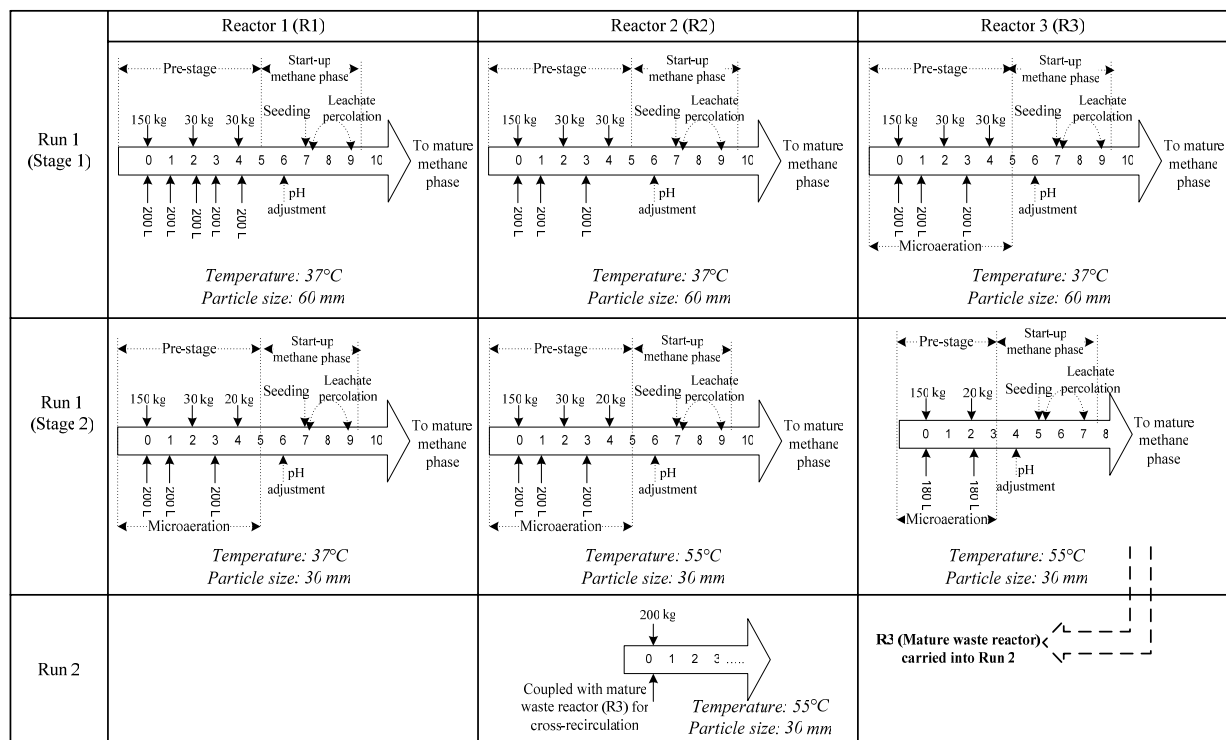 Reactor 1 (R1)
Reactor 2 (R2)
Reactor 3 (R3)
Run 1
(Stage 1)
Pre-stage
Start-up
methane phase
Seeding
Leachate
percolation
150 kg
30 kg
30 kg
0 1 2 3 4 5 6 7 8 9 10
To mature
methane
phase
200 L
200 L
200 L
200 L
200 L
pH
adjustment
Temperature: 37°C
Particle size: 60 mm
Pre-stage
Start-up
methane phase
Seeding
Leachate
percolation
150 kg
30 kg
30 kg
0 1 2 3 4 5 6 7 8 9 10
To mature
methane
phase
200 L
200 L
200 L
pH
adjustment
Temperature: 37°C
Particle size: 60 mm
Pre-stage
Start-up
methane phase
Seeding
Leachate
percolation
150 kg
30 kg
30 kg
0 1 2 3 4 5 6 7 8 9 10
To mature
methane
phase
200 L
200 L
200 L
pH
adjustment
Microaeration
Temperature: 37°C
Particle size: 60 mm
Run 1
(Stage 2)
Pre-stage
Start-up
methane phase
Seeding
Leachate
percolation
150 kg
30 kg
20 kg
0 1 2 3 4 5 6 7 8 9 10
To mature
methane
phase
200 L
200 L
200 L
pH
adjustment
Microaeration
Temperature: 37°C
Particle size: 30 mm
Pre-stage
Start-up
methane phase
Seeding
Leachate
percolation
150 kg
30 kg
20 kg
0 1 2 3 4 5 6 7 8 9 10
To mature
methane
phase
200 L
200 L
200 L
pH
adjustment
Microaeration
Temperature: 55°C
Particle size: 30 mm
Pre-stage
Start-up
methane phase
Seeding
Leachate
percolation
150 kg
20 kg
0 1 2 3 4 5 6 7 8
To mature
methane
phase
180 L
180 L
pH
adjustment
Microaeration
Temperature: 55°C
Particle size: 30 mm
Run 2
200 kg
0 1 2 3 .....
Coupled with mature
waste reactor (R3) for
cross-recirculation
Temperature: 55°C
Particle size: 30 mm
R3 (Mature waste reactor)
carried into Run 2